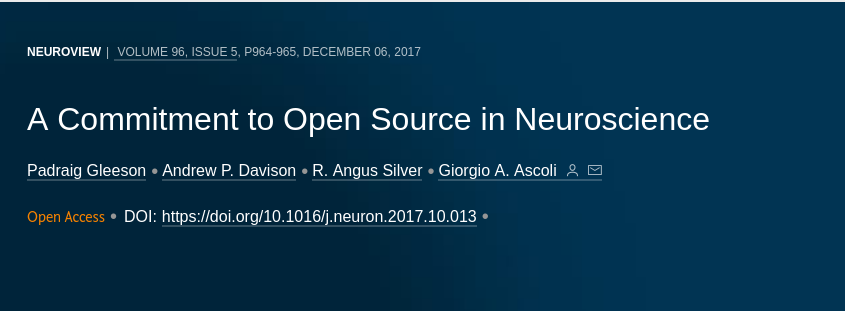 NEUROVIEW | VOLUME 96, ISSUE 5, P964-965, DECEMBER 06, 2017
A Commitment to Open Source in Neuroscience
Padraig Gleeson • Andrew P. Davison • R. Angus Silver • Giorgio A. Ascoli
Open Access • DOI: https://doi.org/10.1016/j.neuron.2017.10.013 •